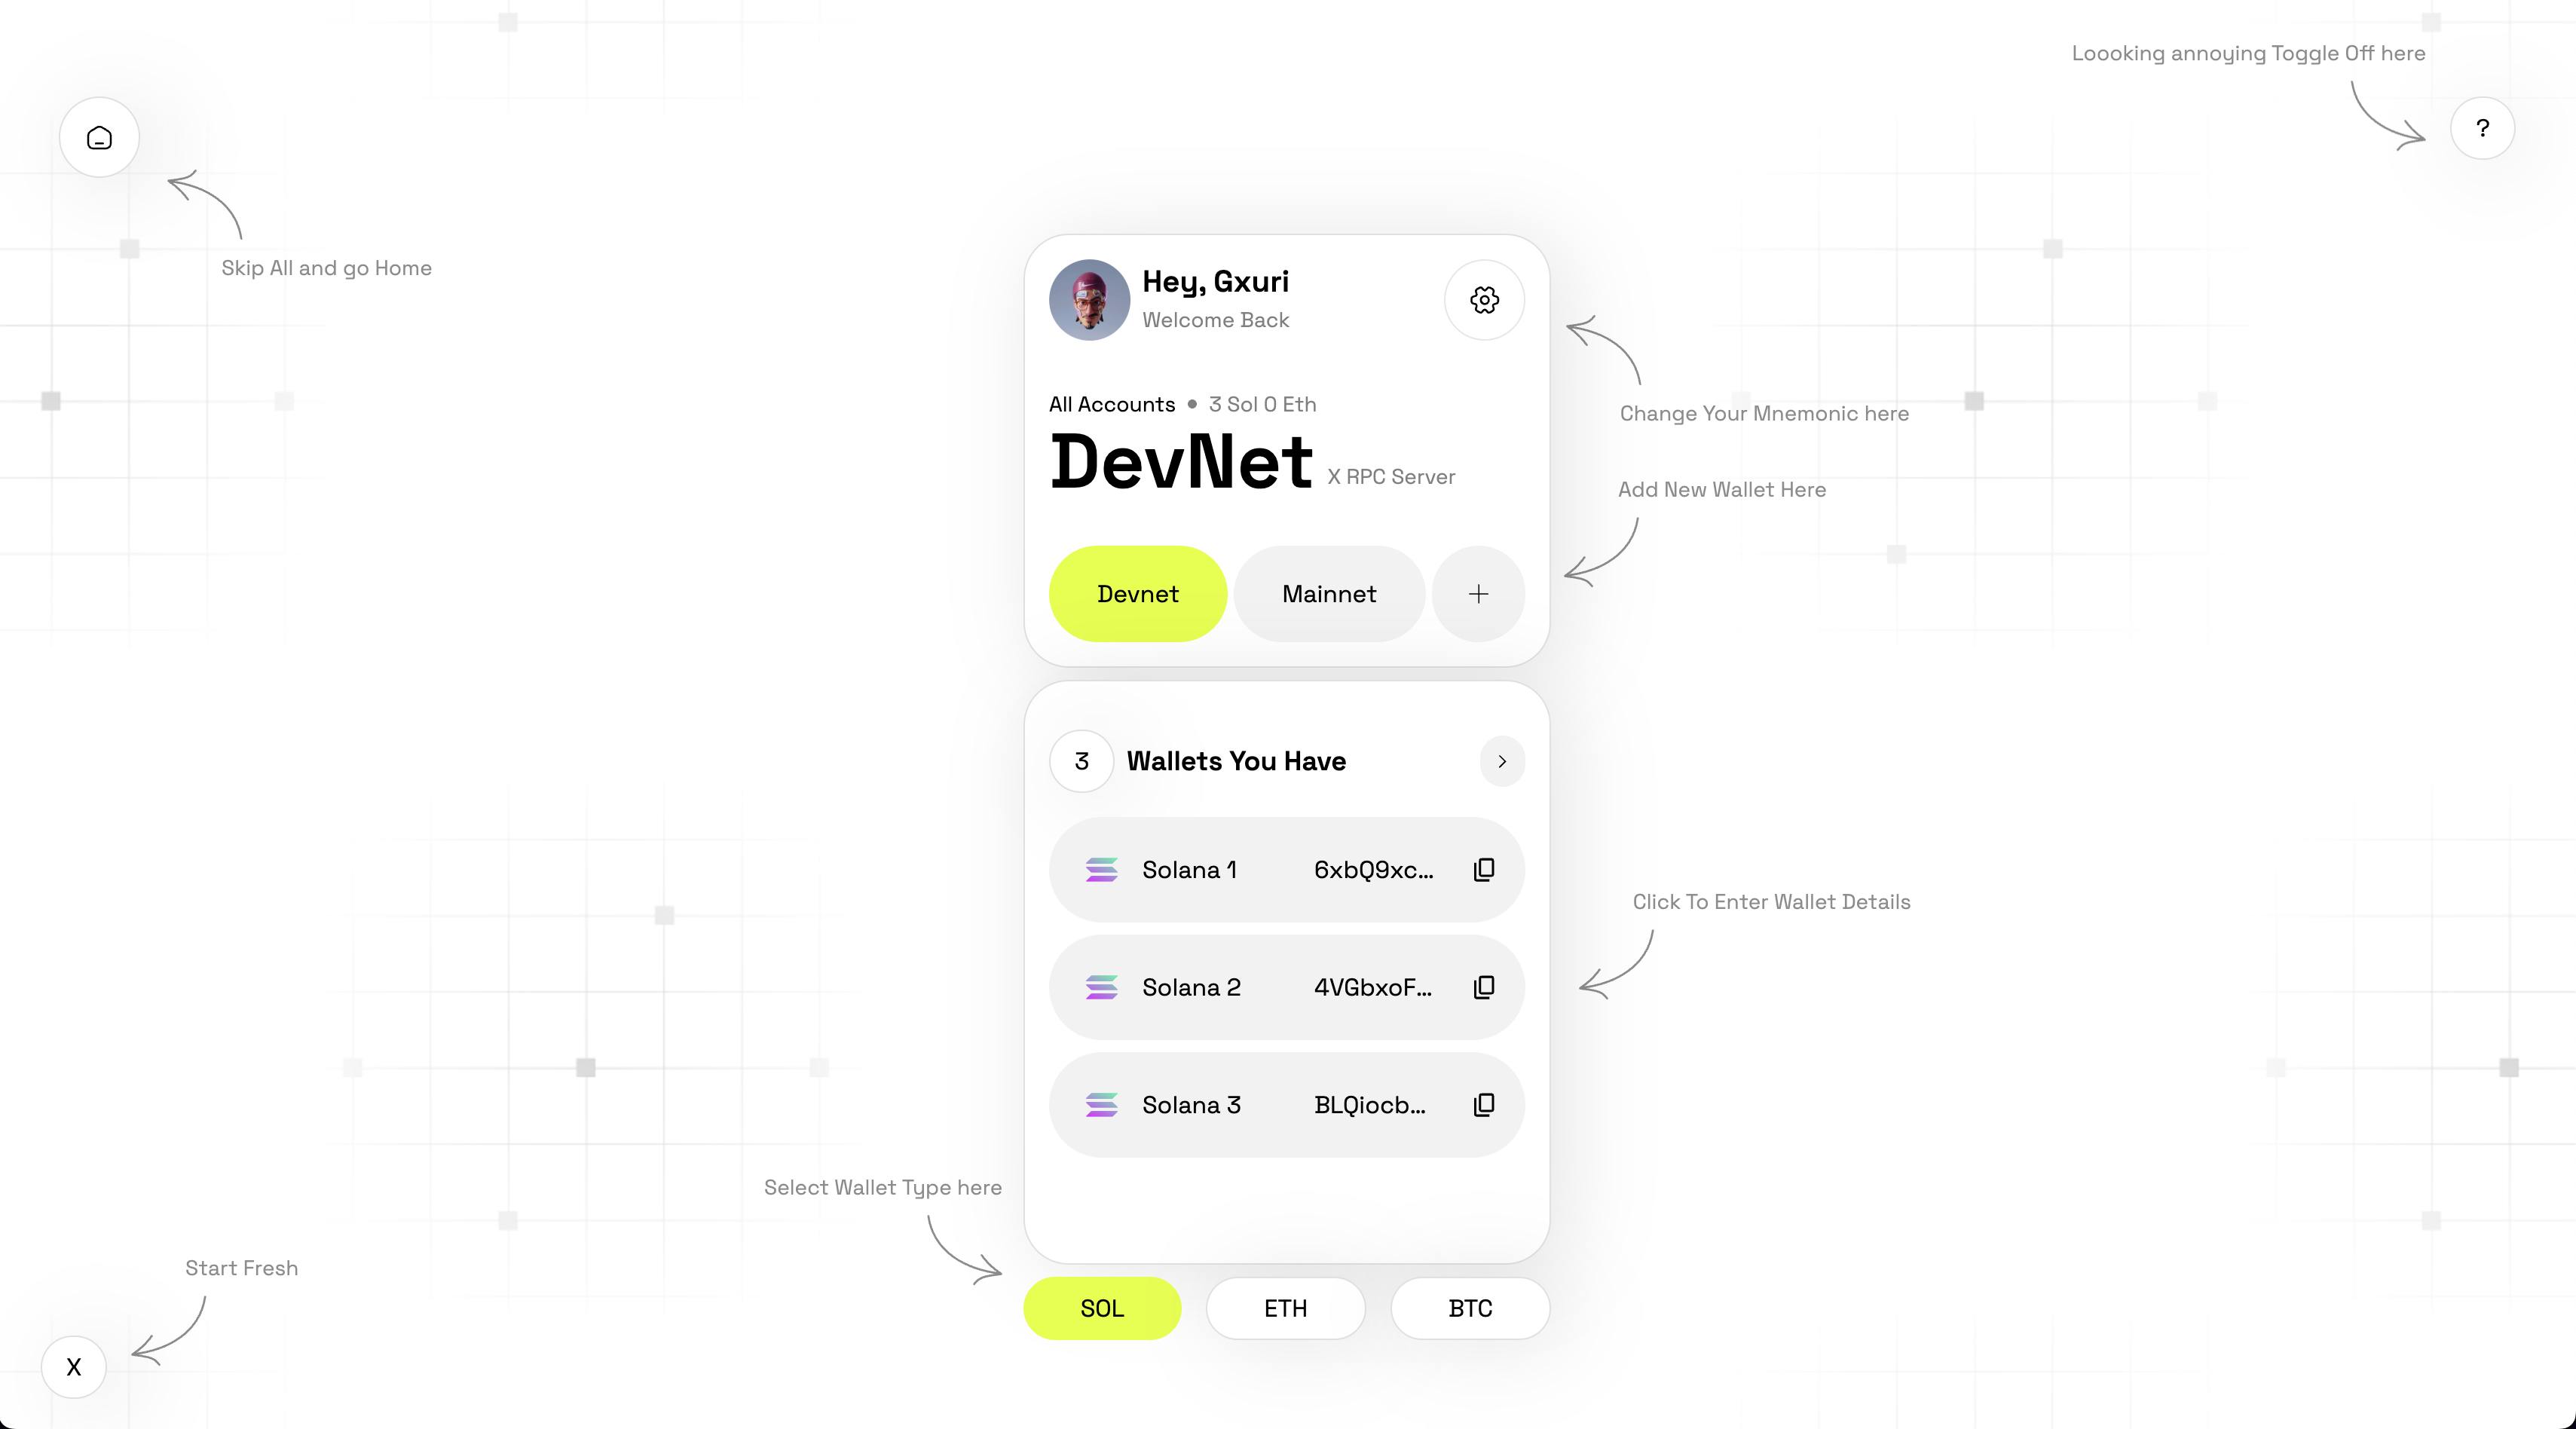 Loooking annoying Toggle Off here
?
Skip All and go Home
Hey, Gxuri
Welcome Back
All Accounts • 3 Sol 0 Eth
DevNet X RPC Server
Change Your Mnemonic here
Add New Wallet Here
Devnet Mainnet +
3 Wallets You Have >
Solana 1 6xbQ9xc...
Solana 2 4VGbxoF...
Solana 3 BLQiocb...
Click To Enter Wallet Details
Select Wallet Type here
SOL ETH BTC
Start Fresh
X